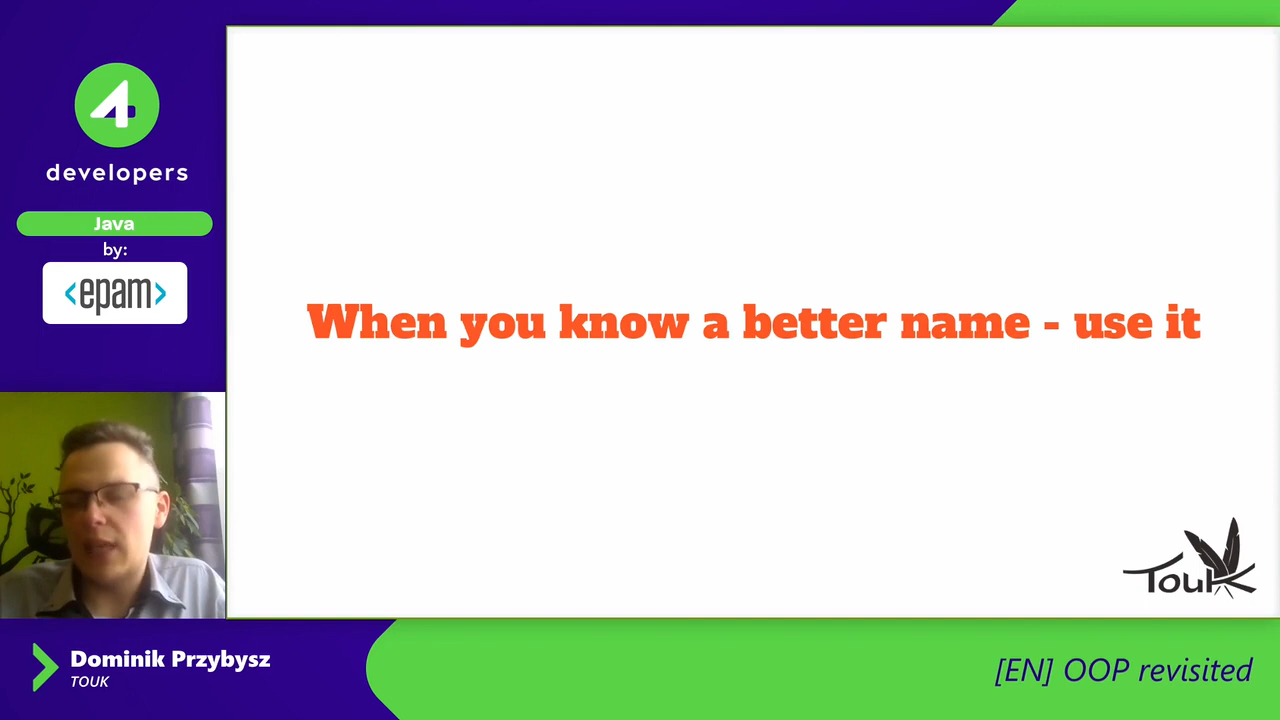 4
developers
Java
by:
<epam>
When you know a better name - use it
Touk
Dominik Przybysz
TOUK
[EN] OOP revisited